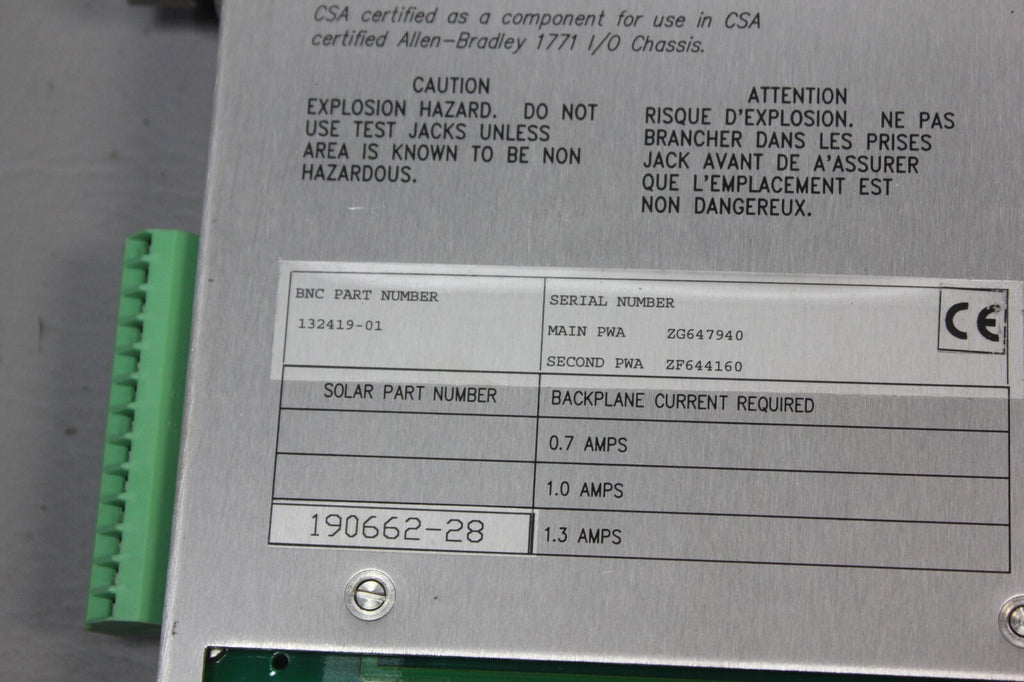 CSA certified as a component for use in CSA
certified Allen-Bradley 1771 I/O Chassis.
CAUTION
EXPLOSION HAZARD. DO NOT
USE TEST JACKS UNLESS
AREA IS KNOWN TO BE NON
HAZARDOUS.
ATTENTION
RISQUE D'EXPLOSION. NE PAS
BRANCHER DANS LES PRISES
JACK AVANT DE A'ASSURER
QUE L'EMPLACEMENT EST
NON DANGEREUX.
BNC PART NUMBER
132419-01
SERIAL NUMBER
MAIN PWA ZG647940
SECOND PWA ZF644160
CE
SOLAR PART NUMBER
BACKPLANE CURRENT REQUIRED
0.7 AMPS
1.0 AMPS
190662-28
1.3 AMPS